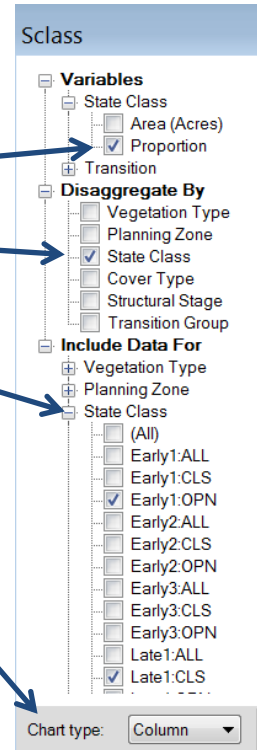 Sclass
Variables
State Class
Area (Acres)
Proportion
Transition
Disaggregate By
Vegetation Type
Planning Zone
State Class
Cover Type
Structural Stage
Transition Group
Include Data For
Vegetation Type
Planning Zone
State Class
(All)
Early1:ALL
Early1:CLS
Early1:OPN
Early2:ALL
Early2:CLS
Early2:OPN
Early3:ALL
Early3:CLS
Early3:OPN
Late1:ALL
Late1:CLS
Chart type: Column